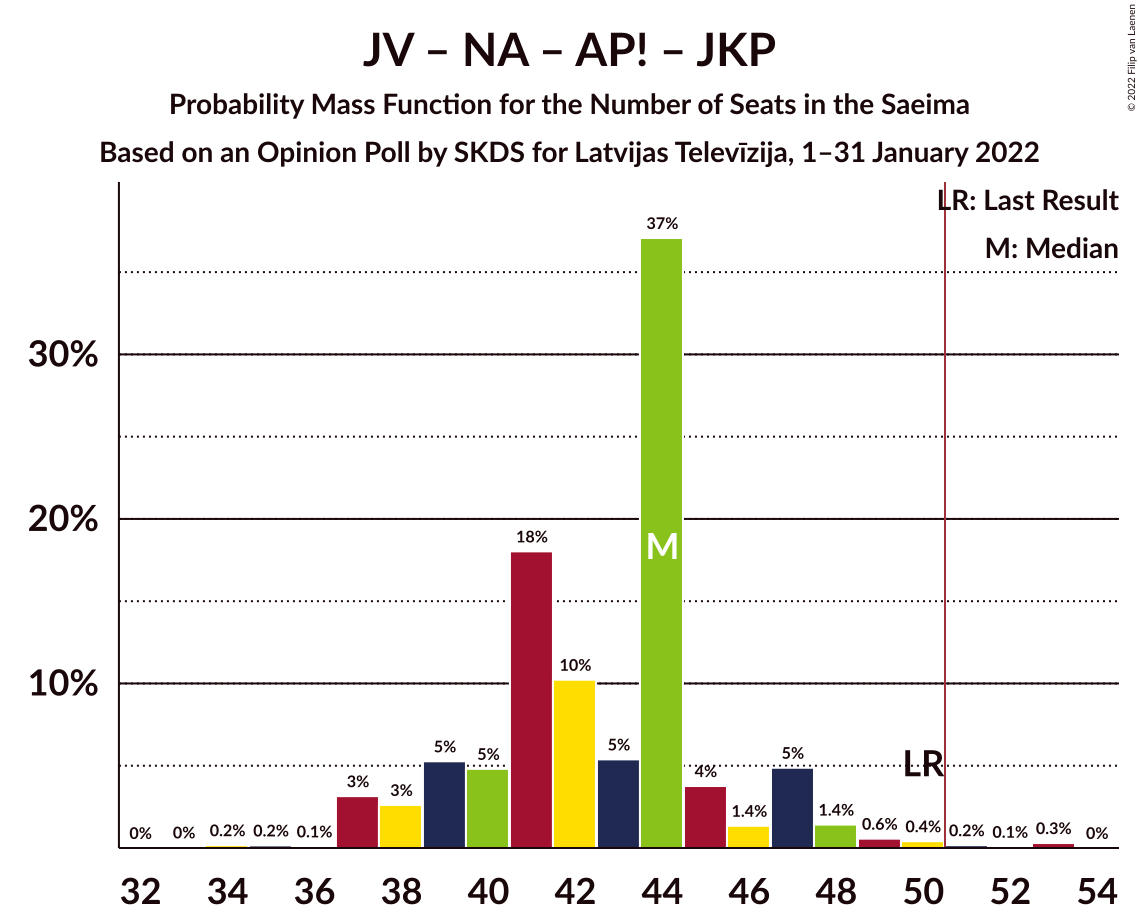 JV – NA – AP! – JKP
Probability Mass Function for the Number of Seats in the Saeima
Based on an Opinion Poll by SKDS for Latvijas Televīzija, 1–31 January 2022
© 2022 Filip van Laenen
LR: Last Result
M: Median
30%
20%
10%
0%
0%
0.2%
0.2%
0.1%
3%
3%
5%
5%
18%
10%
5%
37%
4%
1.4%
5%
1.4%
0.6%
0.4%
0.2%
0.1%
0.3%
0%
M
LR
32 34 36 38 40 42 44 46 48 50 52 54